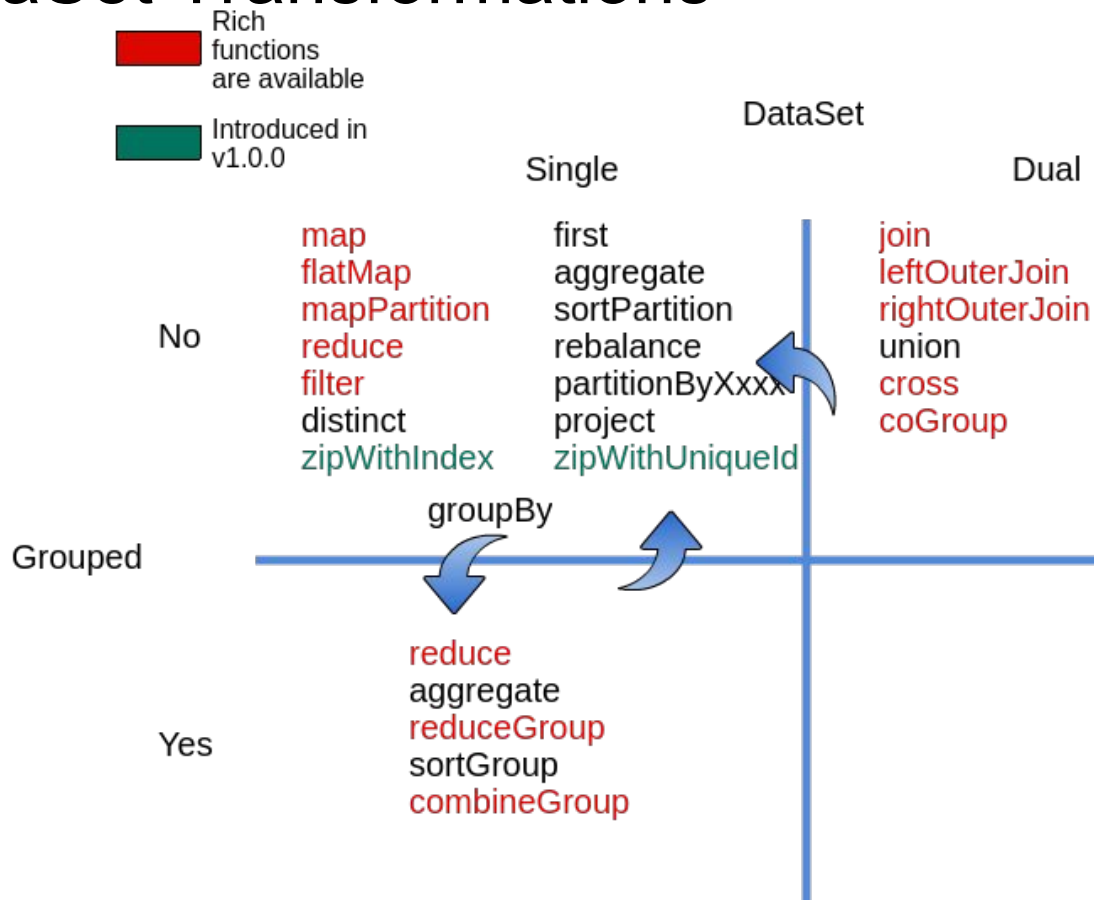 aSet Transformations
Rich
functions
are available
Introduced in
v1.0.0
DataSet
Single
Dual
No
map
flatMap
mapPartition
reduce
filter
distinct
zipWithIndex
first
aggregate
sortPartition
rebalance
partitionByXxxx
project
zipWithUniqueId
join
leftOuterJoin
rightOuterJoin
union
cross
coGroup
groupBy
Grouped
Yes
reduce
aggregate
reduceGroup
sortGroup
combineGroup